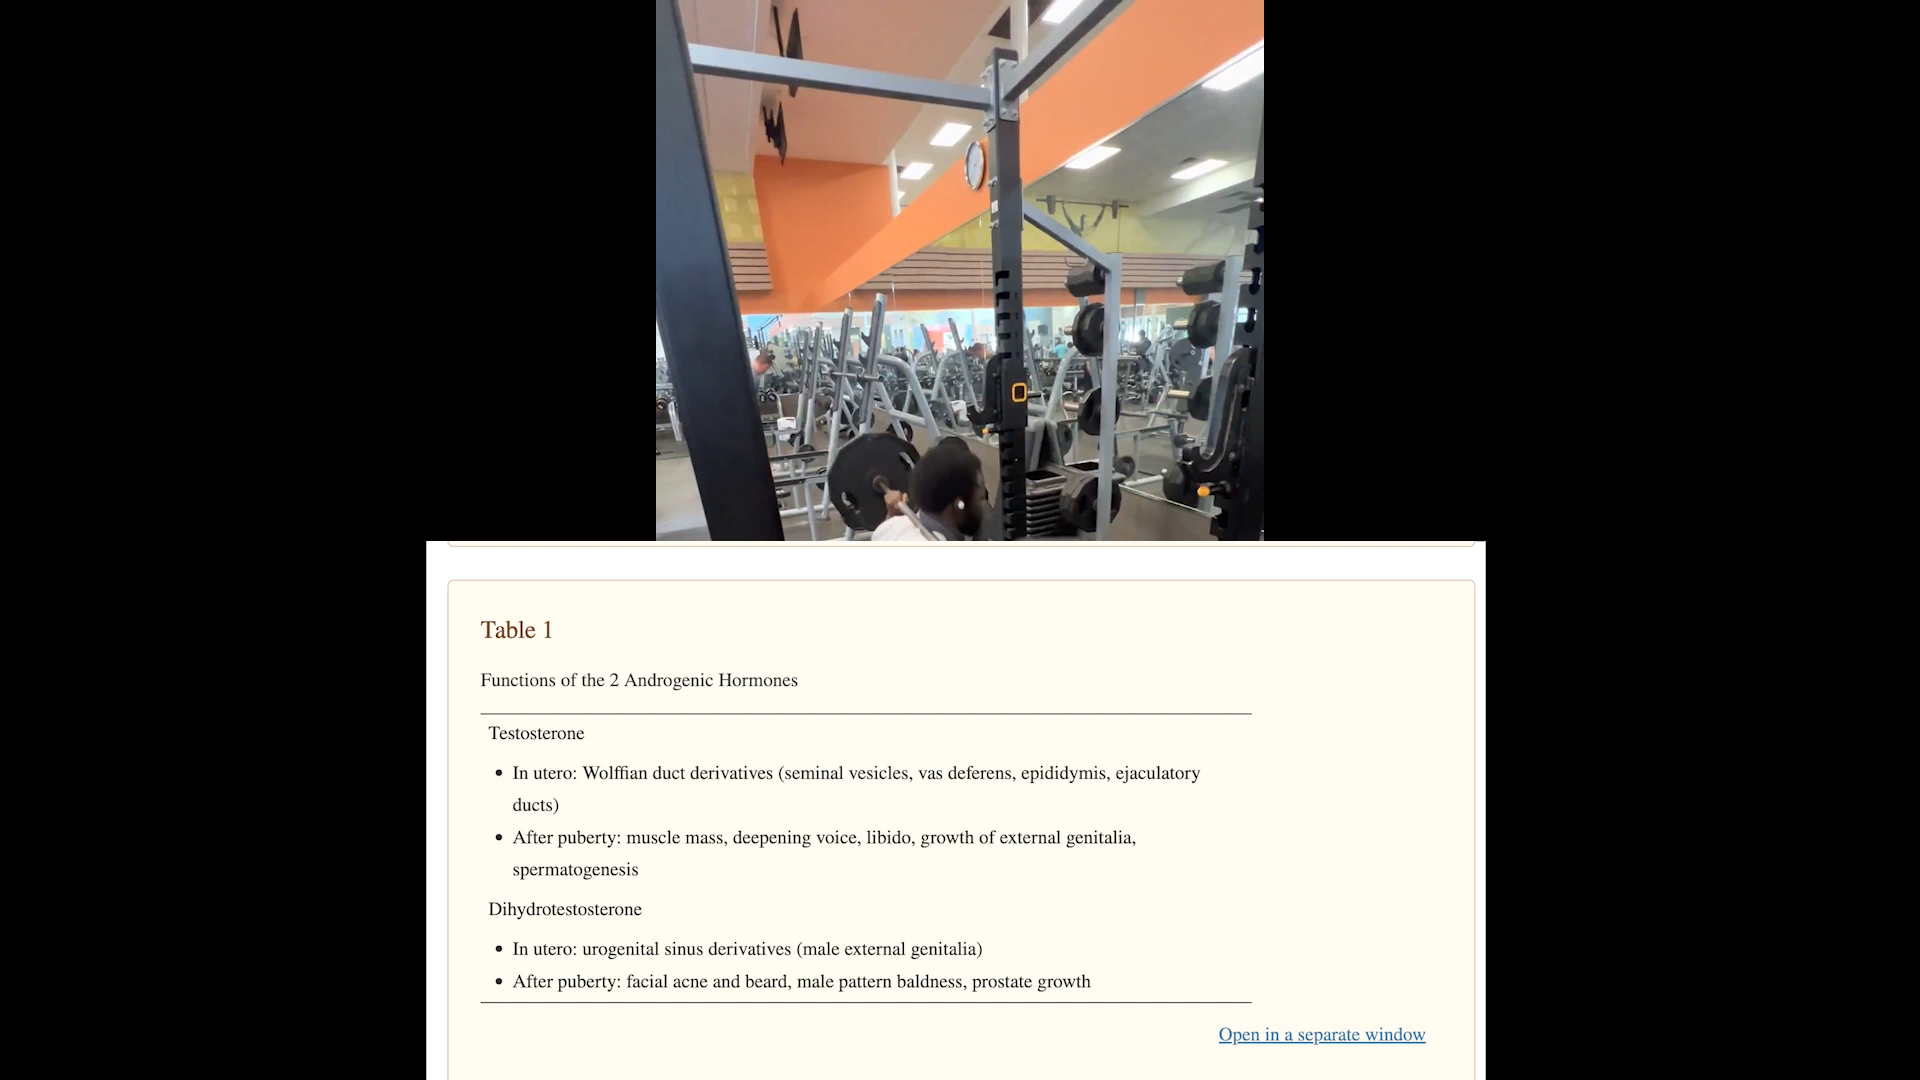 Table 1
Functions of the 2 Androgenic Hormones
Testosterone
• In utero: Wolffian duct derivatives (seminal vesicles, vas deferens, epididymis, ejaculatory
ducts)
• After puberty: muscle mass, deepening voice, libido, growth of external genitalia,
spermatogenesis
Dihydrotestosterone
• In utero: urogenital sinus derivatives (male external genitalia)
• After puberty: facial acne and beard, male pattern baldness, prostate growth
Open in a separate window